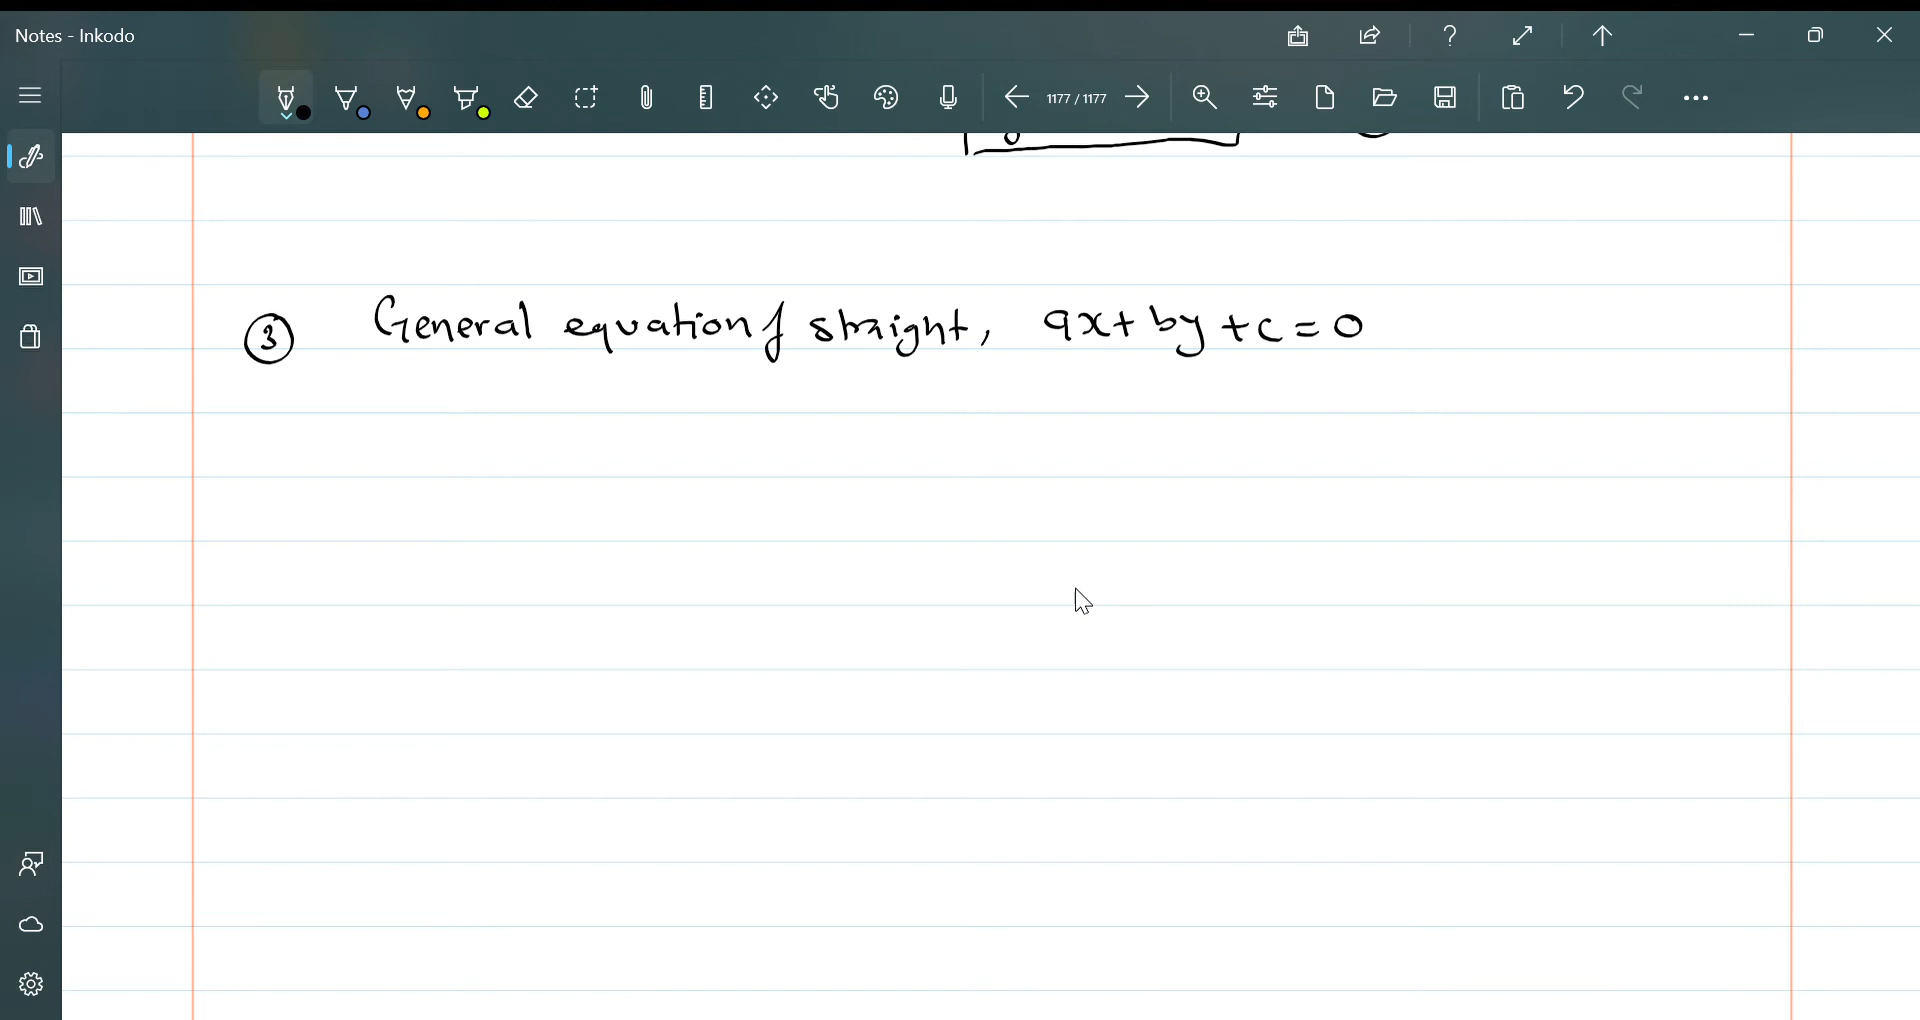 Notes - Inkodo
1177 / 1177
③ General equation of straight, ax + by + c = 0